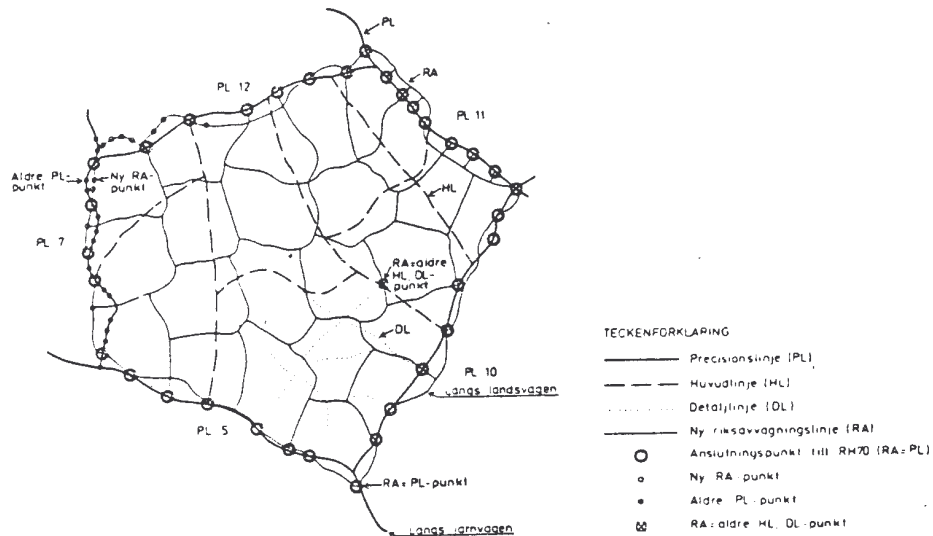 PL
PL 12
RA
PL 11
Äldre PL-
punkt
Ny RA-
punkt
HL
PL 7
RA=äldre
HL, DL-
punkt
DL
PL 10
Längs landsvägen
PL 5
RA=PL-punkt
Längs järnvägen
TECKENFÖRKLARING
Precisionslinje (PL)
Huvudlinje (HL)
Detaljlinje (DL)
Ny riksavvägningslinje (RA)
Anslutningspunkt till RH70 (RA=PL)
Ny RA-punkt
Äldre PL-punkt
RA=äldre HL, DL-punkt